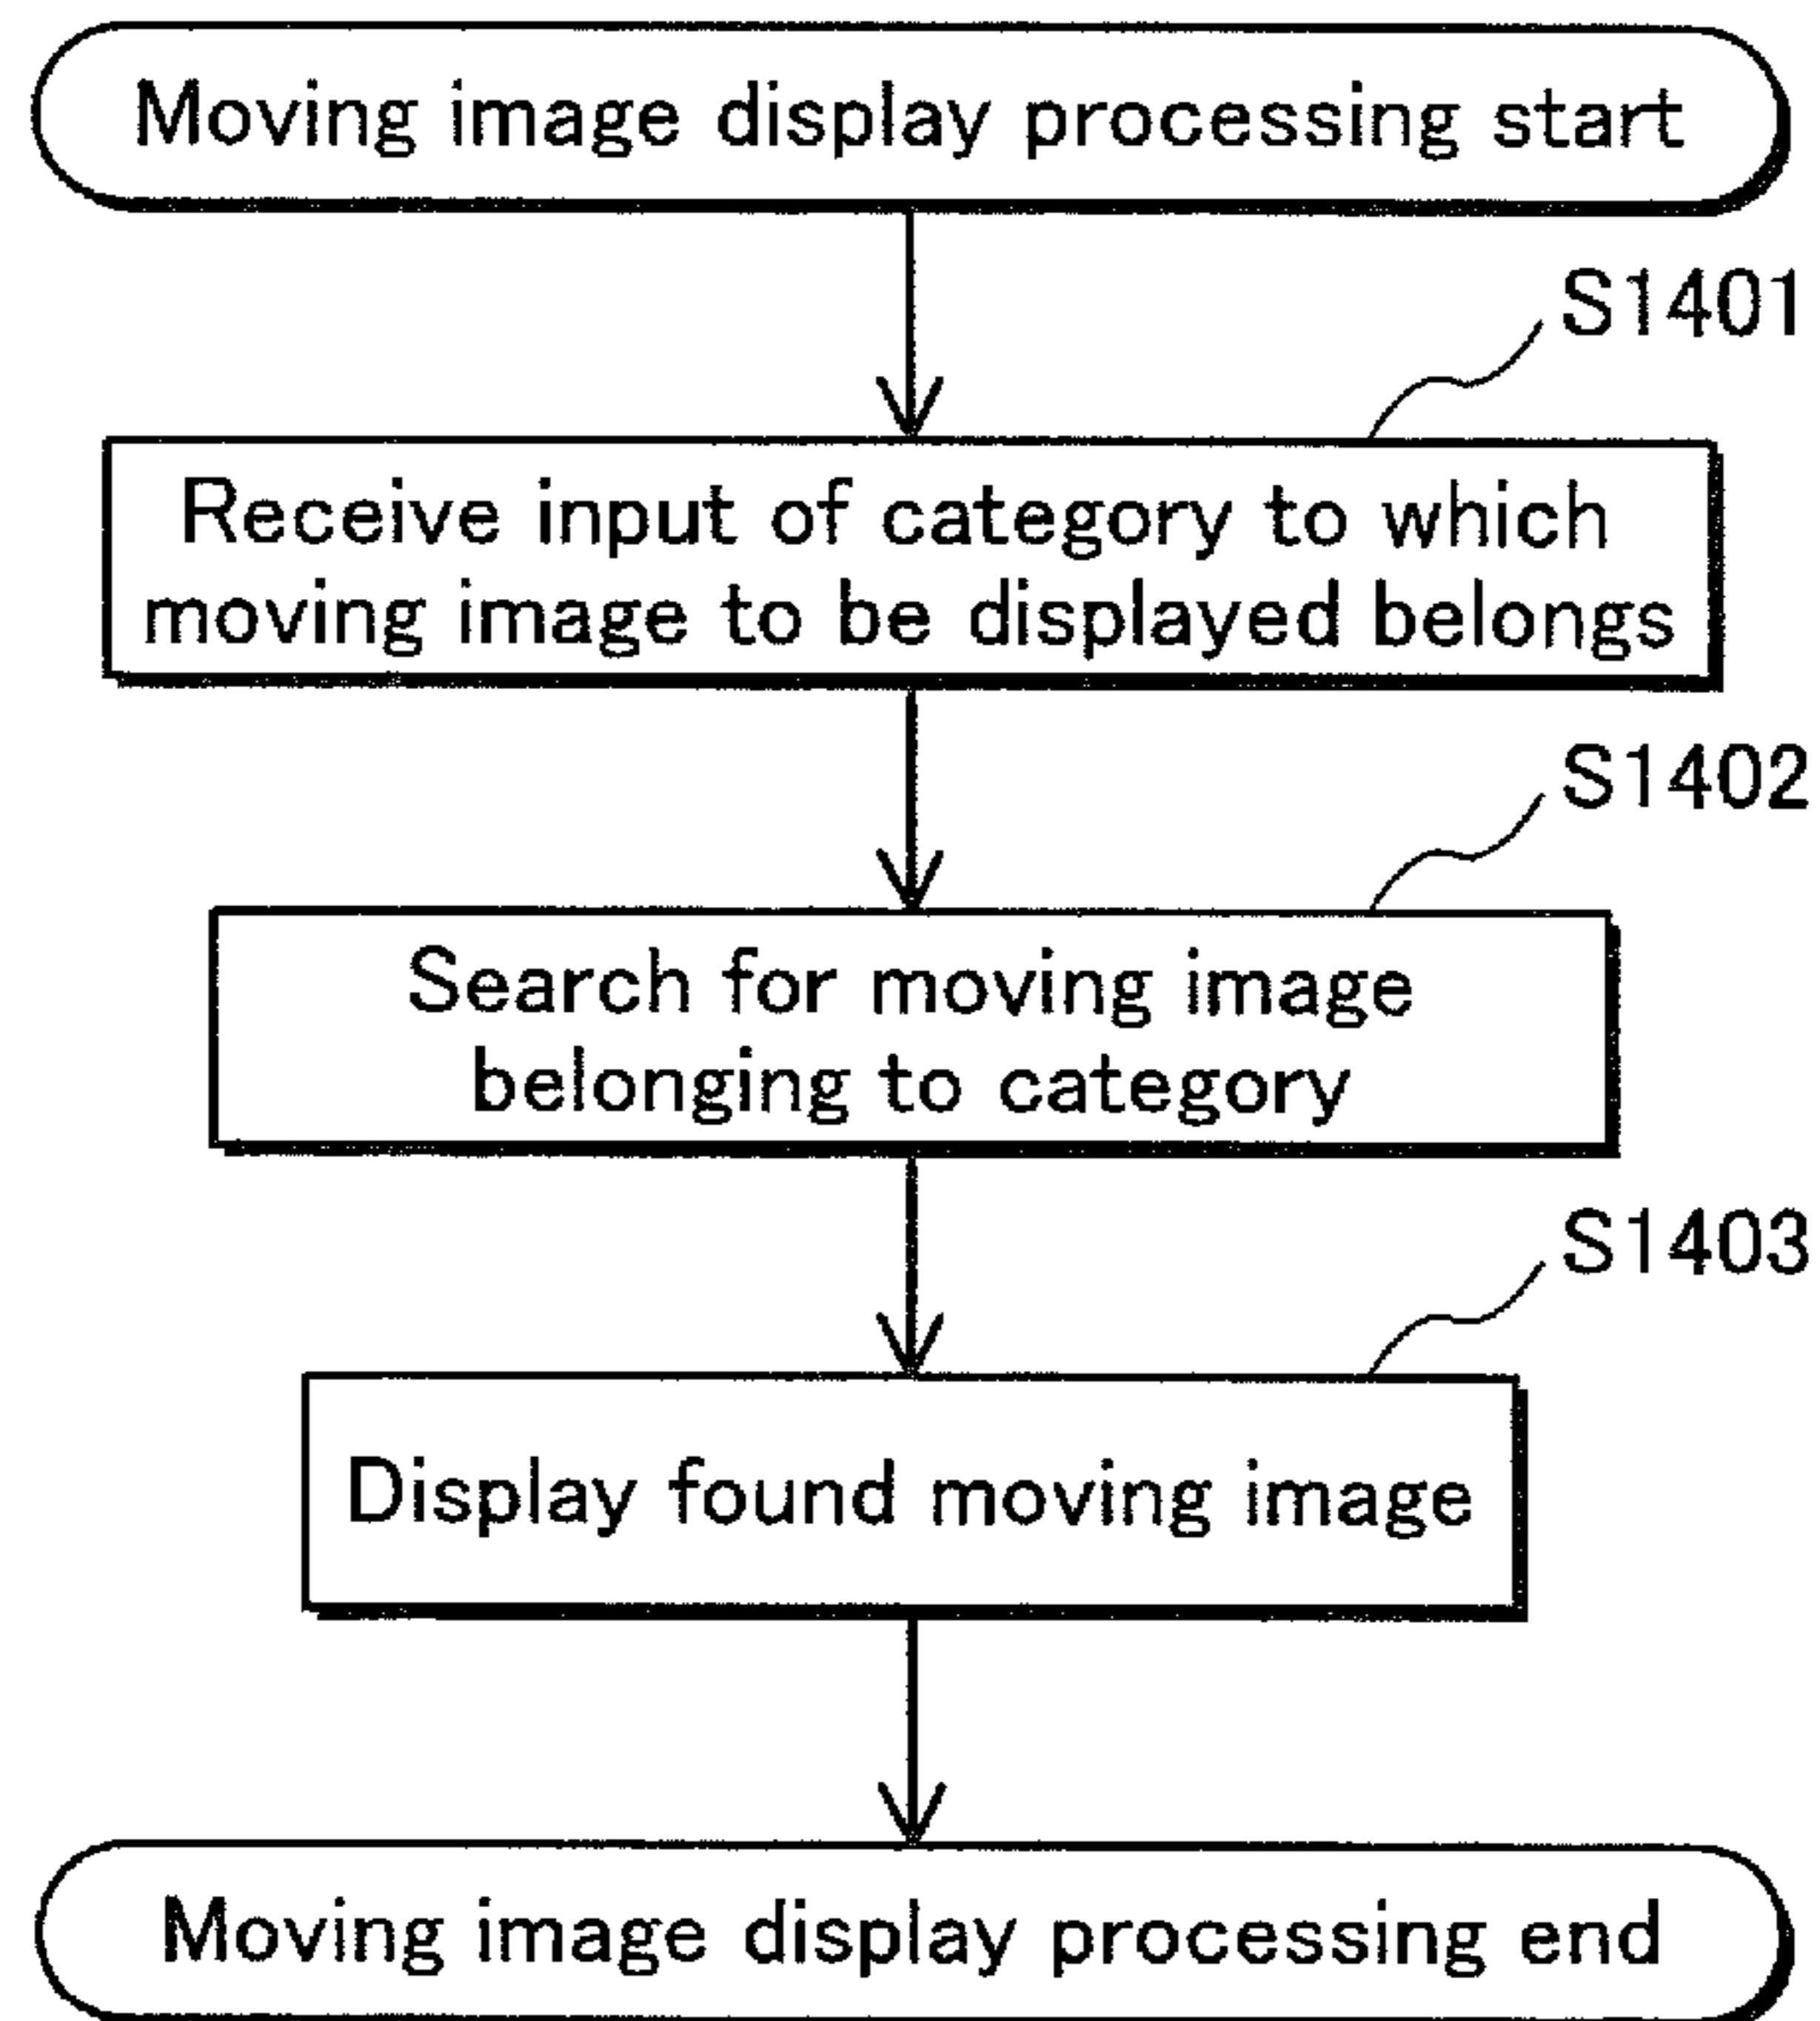 Moving image display processing start
S1401
Receive input of category to which
moving image to be displayed belongs
S1402
Search for moving image
belonging to category
S1403
Display found moving image
Moving image display processing end